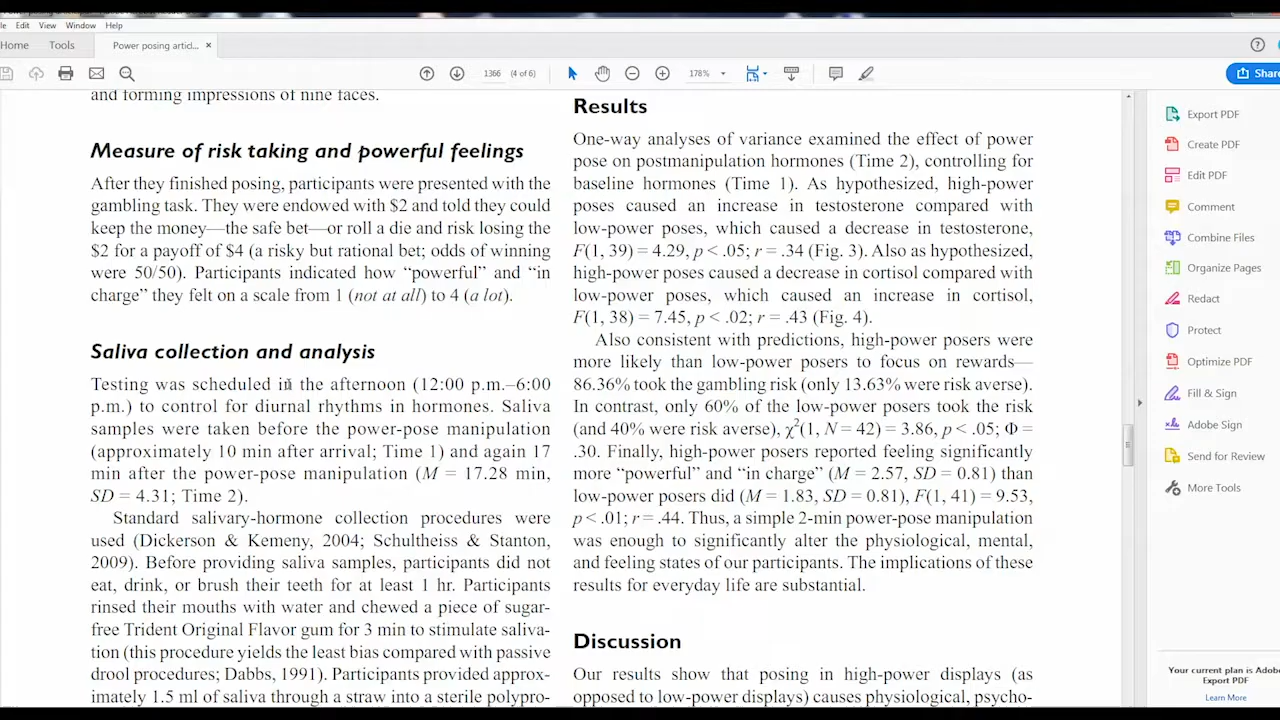 Edit View Window Help
Home Tools Power posing articl... ×
1366 (4 of 6) 178%
Share
and forming impressions of nine faces.
Measure of risk taking and powerful feelings
After they finished posing, participants were presented with the
gambling task. They were endowed with $2 and told they could
keep the money—the safe bet—or roll a die and risk losing the
$2 for a payoff of $4 (a risky but rational bet; odds of winning
were 50/50). Participants indicated how “powerful” and “in
charge” they felt on a scale from 1 (not at all) to 4 (a lot).
Saliva collection and analysis
Testing was scheduled in the afternoon (12:00 p.m.–6:00
p.m.) to control for diurnal rhythms in hormones. Saliva
samples were taken before the power-pose manipulation
(approximately 10 min after arrival; Time 1) and again 17
min after the power-pose manipulation (M = 17.28 min,
SD = 4.31; Time 2).
Standard salivary-hormone collection procedures were
used (Dickerson & Kemeny, 2004; Schultheiss & Stanton,
2009). Before providing saliva samples, participants did not
eat, drink, or brush their teeth for at least 1 hr. Participants
rinsed their mouths with water and chewed a piece of sugar-
free Trident Original Flavor gum for 3 min to stimulate saliva-
tion (this procedure yields the least bias compared with passive
drool procedures; Dabbs, 1991). Participants provided approx-
imately 1.5 ml of saliva through a straw into a sterile polypro-
Results
One-way analyses of variance examined the effect of power
pose on postmanipulation hormones (Time 2), controlling for
baseline hormones (Time 1). As hypothesized, high-power
poses caused an increase in testosterone compared with
low-power poses, which caused a decrease in testosterone,
F(1, 39) = 4.29, p < .05; r = .34 (Fig. 3). Also as hypothesized,
high-power poses caused a decrease in cortisol compared with
low-power poses, which caused an increase in cortisol,
F(1, 38) = 7.45, p < .02; r = .43 (Fig. 4).
Also consistent with predictions, high-power posers were
more likely than low-power posers to focus on rewards—
86.36% took the gambling risk (only 13.63% were risk averse).
In contrast, only 60% of the low-power posers took the risk
(and 40% were risk averse), χ²(1, N = 42) = 3.86, p < .05; Φ =
.30. Finally, high-power posers reported feeling significantly
more “powerful” and “in charge” (M = 2.57, SD = 0.81) than
low-power posers did (M = 1.83, SD = 0.81), F(1, 41) = 9.53,
p < .01; r = .44. Thus, a simple 2-min power-pose manipulation
was enough to significantly alter the physiological, mental,
and feeling states of our participants. The implications of these
results for everyday life are substantial.
Discussion
Our results show that posing in high-power displays (as
opposed to low-power displays) causes physiological, psycho-
Export PDF
Create PDF
Edit PDF
Comment
Combine Files
Organize Pages
Redact
Protect
Optimize PDF
Fill & Sign
Adobe Sign
Send for Review
More Tools
Your current plan is Adobe
Export PDF
Learn More